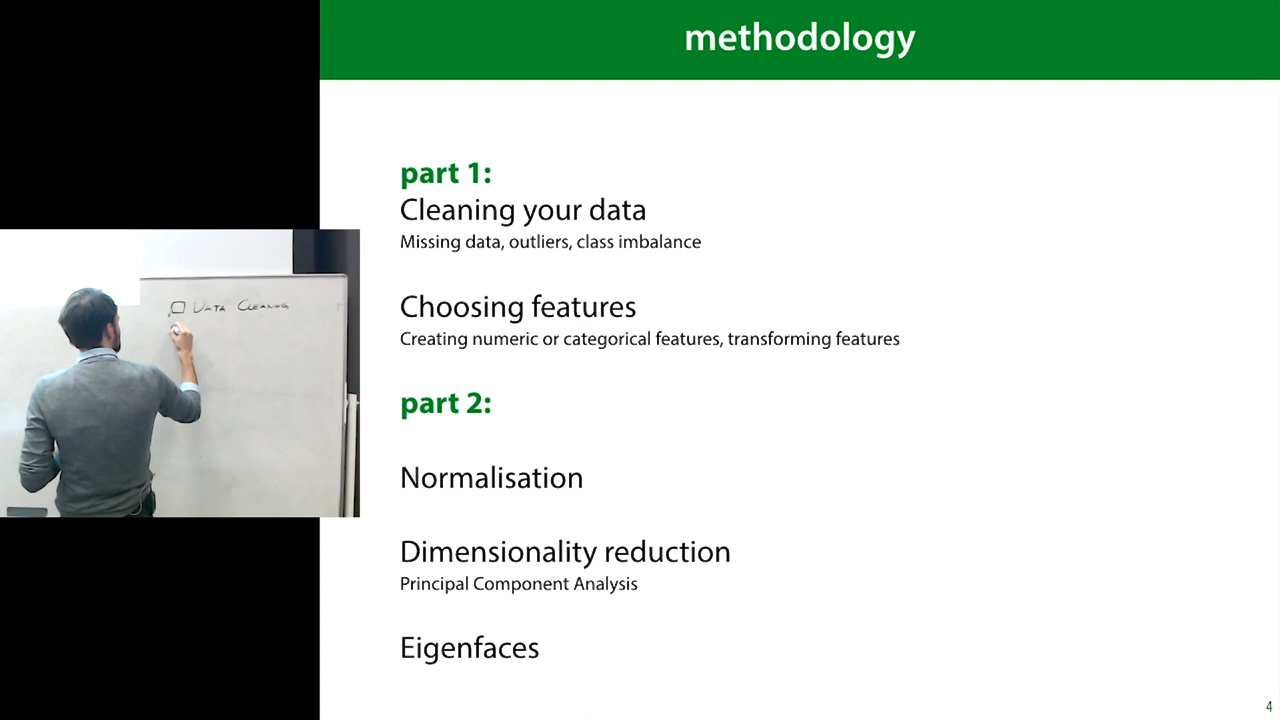 methodology
part 1:
Cleaning your data
Missing data, outliers, class imbalance
Choosing features
Creating numeric or categorical features, transforming features
part 2:
Normalisation
Dimensionality reduction
Principal Component Analysis
Eigenfaces
4
DATA CLEANING